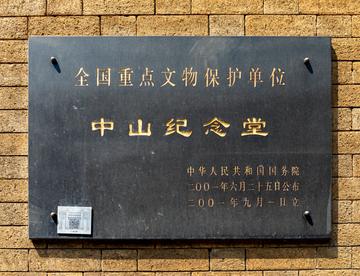 全国重点文物保护单位
中山纪念堂
中华人民共和国国务院
二〇〇一年六月二十五日公布
二〇〇一年九月一日立